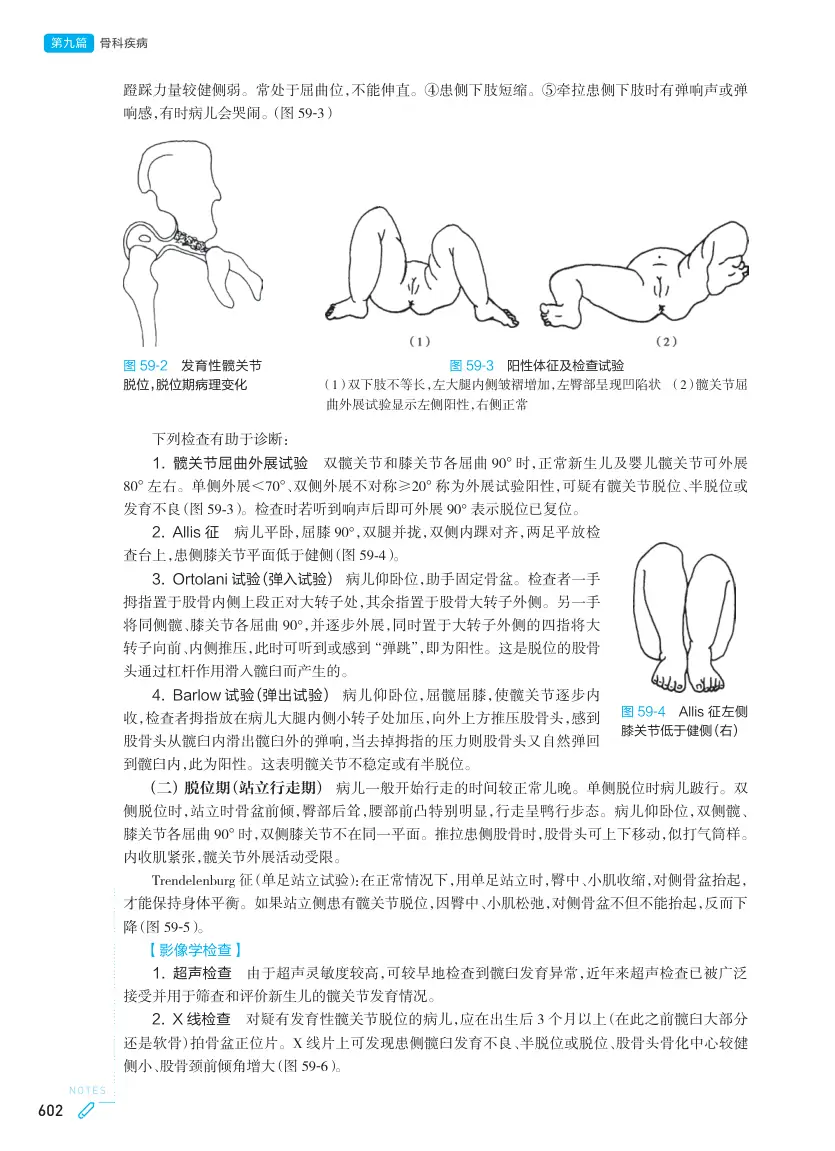 第九篇 骨科疾病
蹬踩力量较健侧弱。常处于屈曲位,不能伸直。④患侧下肢短缩。⑤牵拉患侧下肢时有弹响声或弹
响感,有时病儿会哭闹。(图 59-3)
(1)
(2)
图 59-2 发育性髋关节
脱位,脱位期病理变化
图 59-3 阳性体征及检查试验
(1)双下肢不等长,左大腿内侧皱褶增加,左臀部呈现凹陷状 (2)髋关节屈
曲外展试验显示左侧阳性,右侧正常
下列检查有助于诊断:
1. 髋关节屈曲外展试验 双髋关节和膝关节各屈曲 90° 时,正常新生儿及婴儿髋关节可外展
80° 左右。单侧外展<70°、双侧外展不对称≥20° 称为外展试验阳性,可疑有髋关节脱位、半脱位或
发育不良(图 59-3)。检查时若听到响声后即可外展 90° 表示脱位已复位。
2. Allis 征 病儿平卧,屈膝 90°,双腿并拢,双侧内踝对齐,两足平放检
查台上,患侧膝关节平面低于健侧(图 59-4)。
3. Ortolani 试验(弹入试验) 病儿仰卧位,助手固定骨盆。检查者一手
拇指置于股骨内侧上段正对大转子处,其余指置于股骨大转子外侧。另一手
将同侧髋、膝关节各屈曲 90°,并逐步外展,同时置于大转子外侧的四指将大
转子向前、内侧推压,此时可听到或感到 “弹跳”,即为阳性。这是脱位的股骨
头通过杠杆作用滑入髋臼而产生的。
4. Barlow 试验(弹出试验) 病儿仰卧位,屈髋屈膝,使髋关节逐步内
收,检查者拇指放在病儿大腿内侧小转子处加压,向外上方推压股骨头,感到
股骨头从髋臼内滑出髋臼外的弹响,当去掉拇指的压力则股骨头又自然弹回
到髋臼内,此为阳性。这表明髋关节不稳定或有半脱位。
图 59-4 Allis 征左侧
膝关节低于健侧(右)
(二) 脱位期(站立行走期) 病儿一般开始行走的时间较正常儿晚。单侧脱位时病儿跛行。双
侧脱位时,站立时骨盆前倾,臀部后耸,腰部前凸特别明显,行走呈鸭行步态。病儿仰卧位,双侧髋、
膝关节各屈曲 90° 时,双侧膝关节不在同一平面。推拉患侧股骨时,股骨头可上下移动,似打气筒样。
内收肌紧张,髋关节外展活动受限。
Trendelenburg 征(单足站立试验):在正常情况下,用单足站立时,臀中、小肌收缩,对侧骨盆抬起,
才能保持身体平衡。如果站立侧患有髋关节脱位,因臀中、小肌松弛,对侧骨盆不但不能抬起,反而下
降(图 59-5)。
【影像学检查】
1. 超声检查 由于超声灵敏度较高,可较早地检查到髋臼发育异常,近年来超声检查已被广泛
接受并用于筛查和评价新生儿的髋关节发育情况。
2. X 线检查 对疑有发育性髋关节脱位的病儿,应在出生后 3 个月以上(在此之前髋臼大部分
还是软骨)拍骨盆正位片。X 线片上可发现患侧髋臼发育不良、半脱位或脱位、股骨头骨化中心较健
侧小、股骨颈前倾角增大(图 59-6)。
NOTES
602